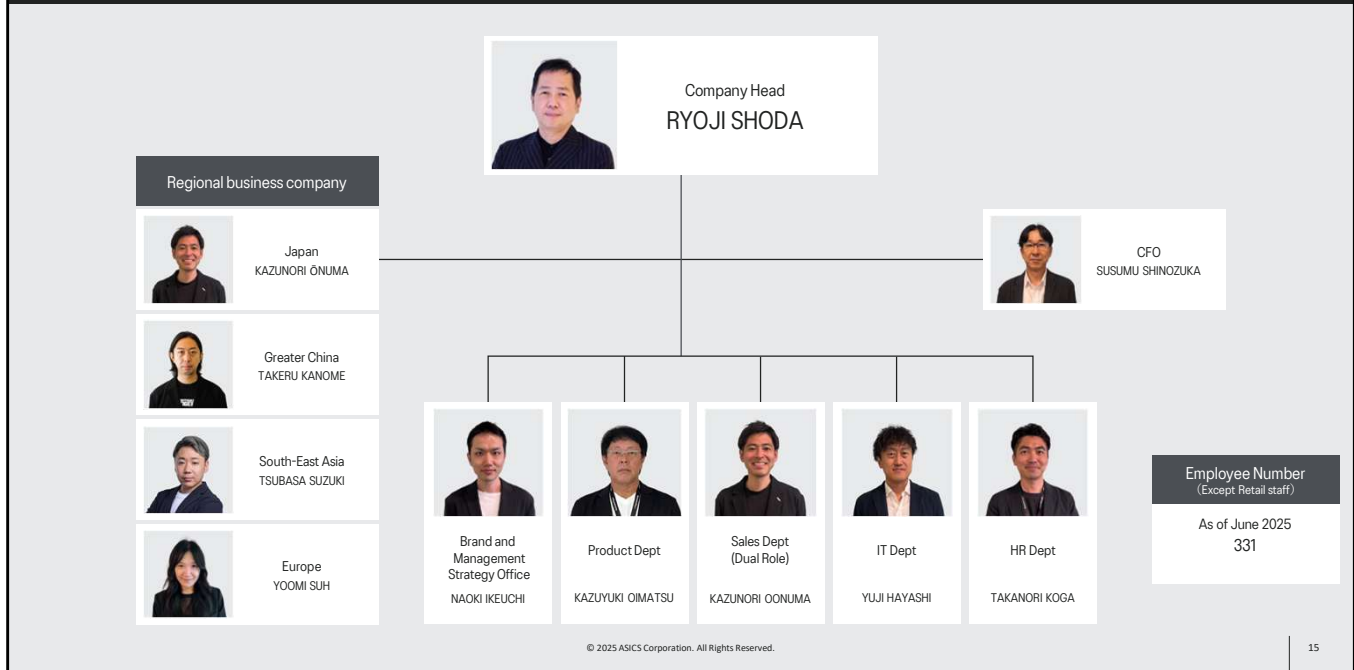 Company Head
RYOJI SHODA
Regional business company
Japan
KAZUNORI ŌNUMA
CFO
SUSUMU SHINOZUKA
Greater China
TAKERU KANOME
South-East Asia
TSUBASA SUZUKI
Europe
YOOMI SUH
Brand and
Management
Strategy Office
NAOKI IKEUCHI
Product Dept
KAZUYUKI OIMATSU
Sales Dept
(Dual Role)
KAZUNORI OONUMA
IT Dept
YUJI HAYASHI
HR Dept
TAKANORI KOGA
Employee Number
(Except Retail staff)
As of June 2025
331
© 2025 ASICS Corporation. All Rights Reserved.
15